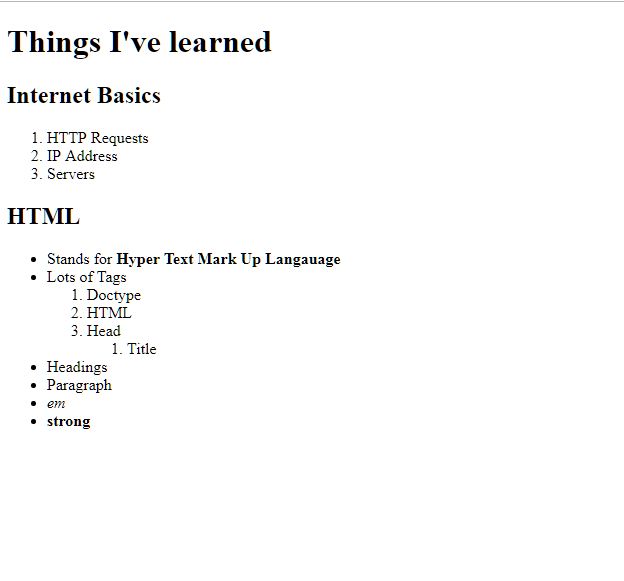 Things I've learned
Internet Basics
1. HTTP Requests
2. IP Address
3. Servers
HTML
• Stands for Hyper Text Mark Up Langauage
• Lots of Tags
1. Doctype
2. HTML
3. Head
1. Title
• Headings
• Paragraph
• em
• strong